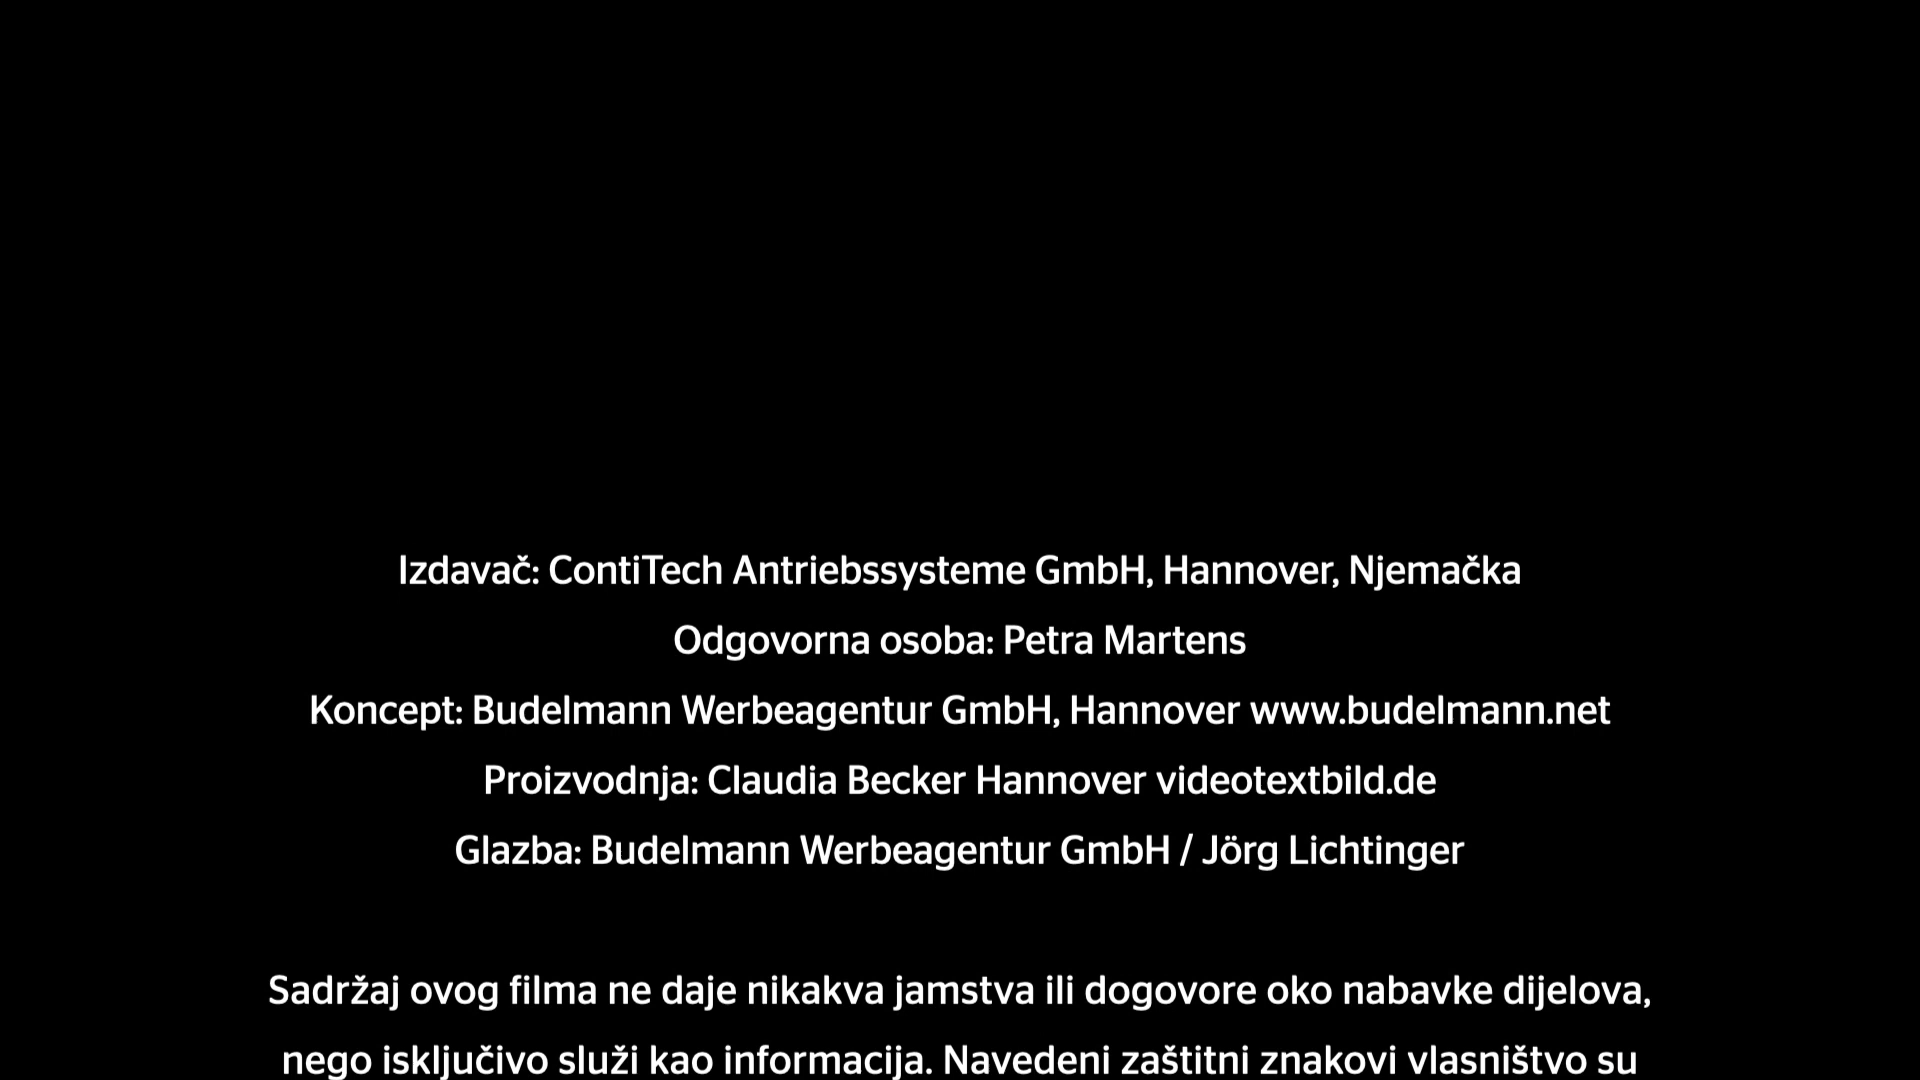 Izdavač: ContiTech Antriebssysteme GmbH, Hannover, Njemačka
Odgovorna osoba: Petra Martens
Koncept: Budelmann Werbeagentur GmbH, Hannover www.budelmann.net
Proizvodnja: Claudia Becker Hannover videotextbild.de
Glazba: Budelmann Werbeagentur GmbH / Jörg Lichtinger
Sadržaj ovog filma ne daje nikakva jamstva ili dogovore oko nabavke dijelova,
nego isključivo služi kao informacija. Navedeni zaštitni znakovi vlasništvo su